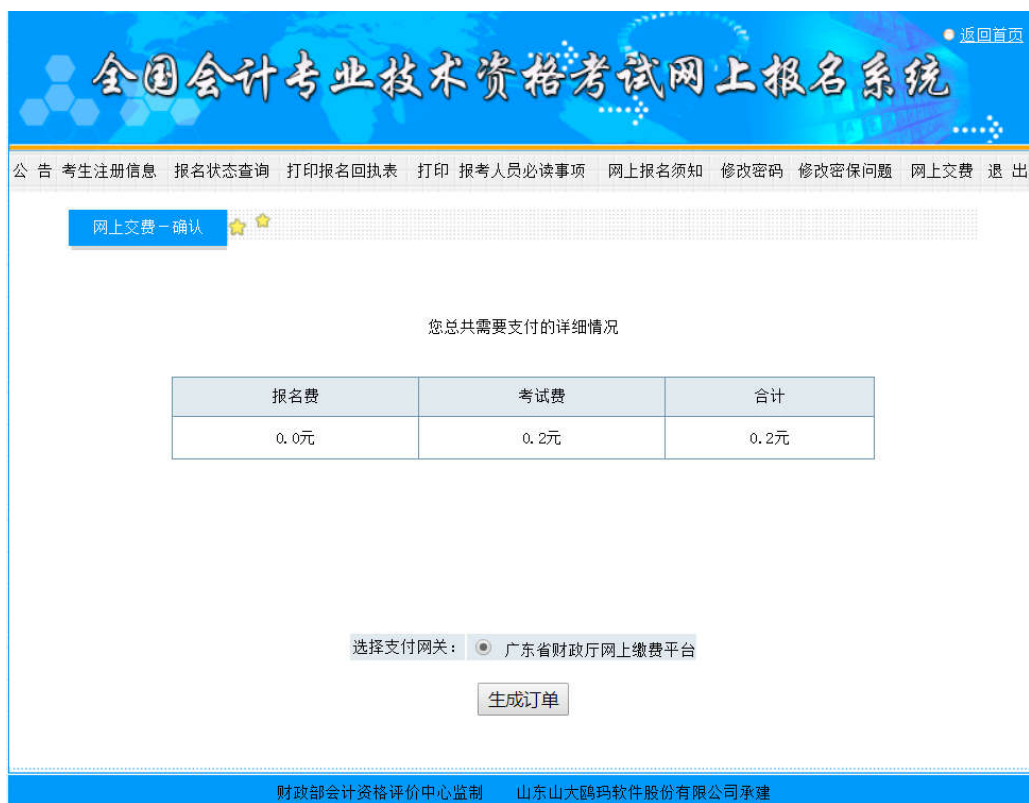 返回首页
全国会计专业技术资格考试网上报名系统
公 告 考生注册信息 报名状态查询 打印报名回执表 打印 报考人员必读事项 网上报名须知 修改密码 修改密保问题 网上交费 退 出
网上交费－确认
您总共需要支付的详细情况
报名费 考试费 合计
0.0元 0.2元 0.2元
选择支付网关： 广东省财政厅网上缴费平台
生成订单
财政部会计资格评价中心监制 山东山大鸥玛软件股份有限公司承建